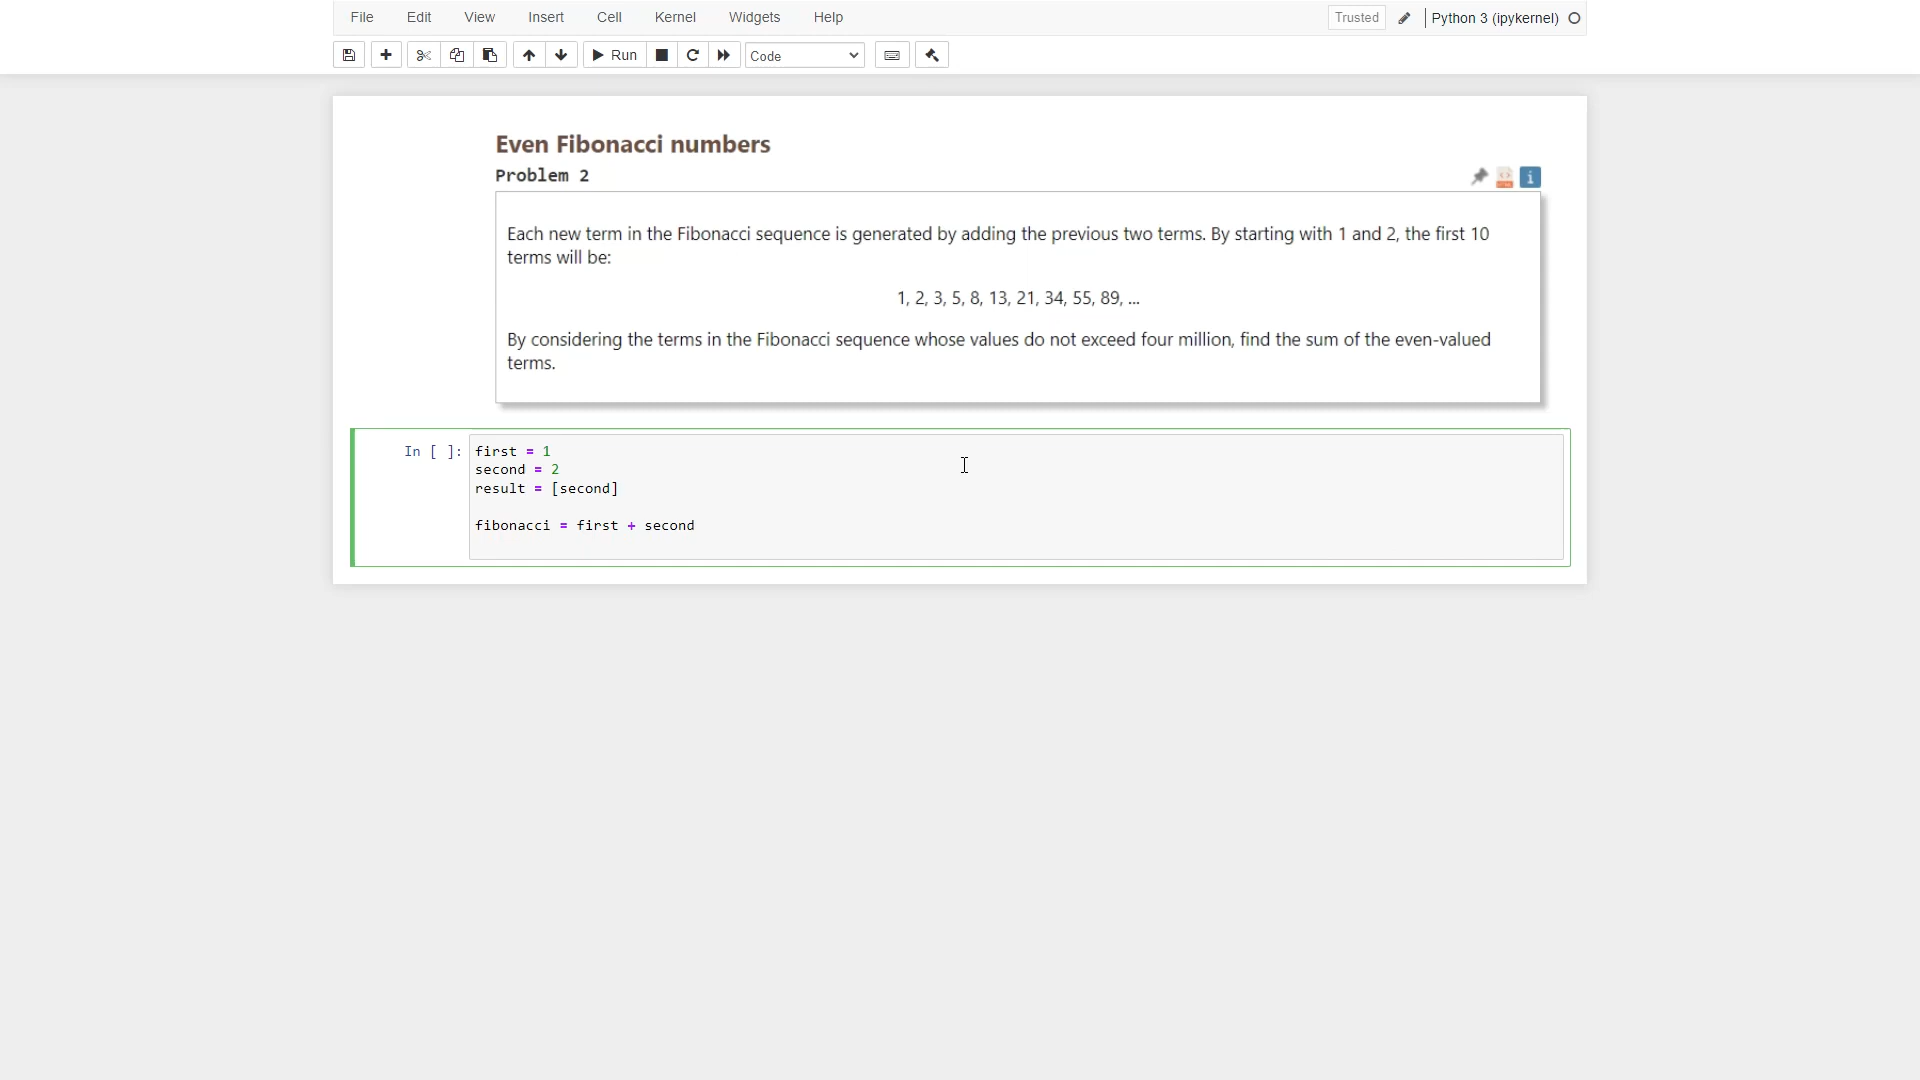 File Edit View Insert Cell Kernel Widgets Help Trusted Python 3 (ipykernel)
Run Code
Even Fibonacci numbers
Problem 2
Each new term in the Fibonacci sequence is generated by adding the previous two terms. By starting with 1 and 2, the first 10
terms will be:
1, 2, 3, 5, 8, 13, 21, 34, 55, 89, ...
By considering the terms in the Fibonacci sequence whose values do not exceed four million, find the sum of the even-valued
terms.
In [ ]: first = 1
second = 2
result = [second]
fibonacci = first + second